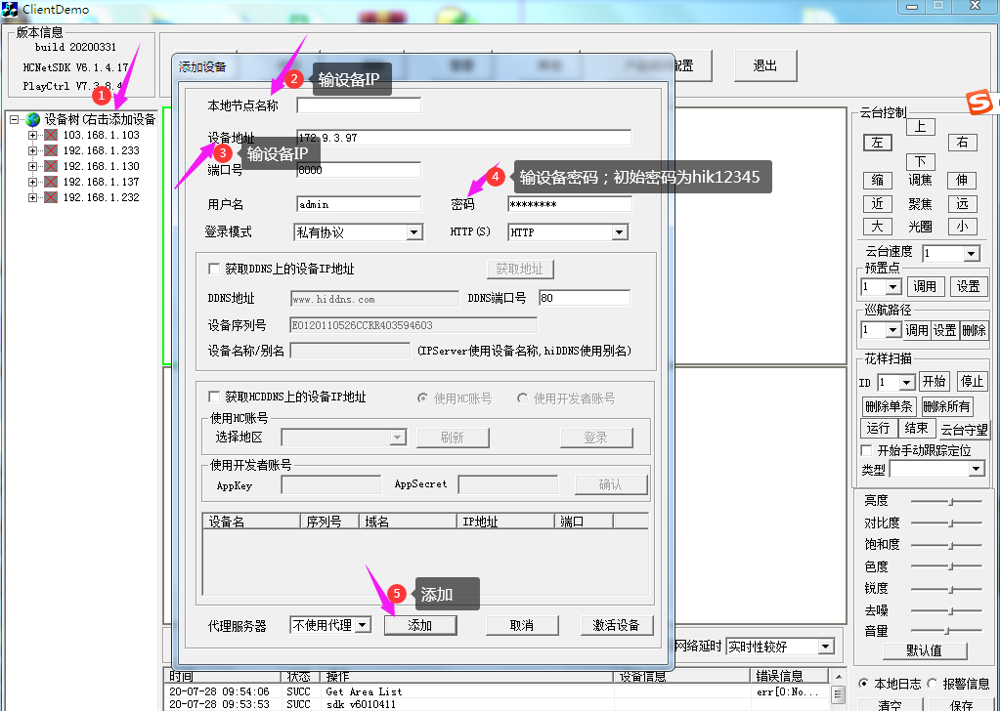 ClientDemo
版本信息
build 20200331
HCNetSDK V6.1.4.17
PlayCtrl V7.3.8.4
1
设备树(右击添加设备
103.168.1.103
192.168.1.233
192.168.1.130
192.168.1.137
192.168.1.232
配置
退出
添加设备
2 输设备IP
本地节点名称
设备地址 172.9.3.97
3 输设备IP
端口号 8000
4 输设备密码；初始密码为hik12345
用户名 admin 密码 ********
登录模式 私有协议 HTTP(S) HTTP
获取DDNS上的设备IP地址 获取地址
DDNS地址 www.hiddns.com DDNS端口号 80
设备序列号 E0120110526CCRR403594603
设备名称/别名 (IPServer使用设备名称,hiDDNS使用别名)
获取HCDDNS上的设备IP地址 使用HC账号 使用开发者账号
使用HC账号
选择地区 刷新 登录
使用开发者账号
AppKey AppSecret 确认
设备名 序列号 域名 IP地址 端口
5 添加
代理服务器 不使用代理 添加 取消 激活设备
云台控制
上
左 右
下
缩 调焦 伸
近 聚焦 远
大 光圈 小
云台速度 1
预置点
1 调用 设置
巡航路径
1 调用 设置 删除
花样扫描
ID 1 开始 停止
删除单条 删除所有
运行 结束 云台守望
开始手动跟踪定位
类型
亮度
对比度
饱和度
色度
锐度
去噪
音量
默认值
网络延时 实时性较好
时间 状态 操作 设备信息 错误信息
20-07-28 09:54:06 SUCC Get Area List err[0:No...
20-07-28 09:53:53 SUCC sdk v6010411
本地日志 报警信息
清空 保存